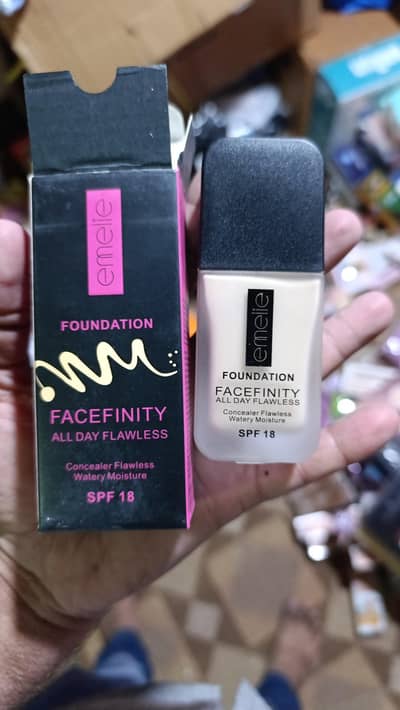 emelie
FOUNDATION
FACEFINITY
ALL DAY FLAWLESS
Concealer Flawless
Watery Moisture
SPF 18
emelie
FOUNDATION
FACEFINITY
ALL DAY FLAWLESS
Concealer Flawless
Watery Moisture
SPF 18